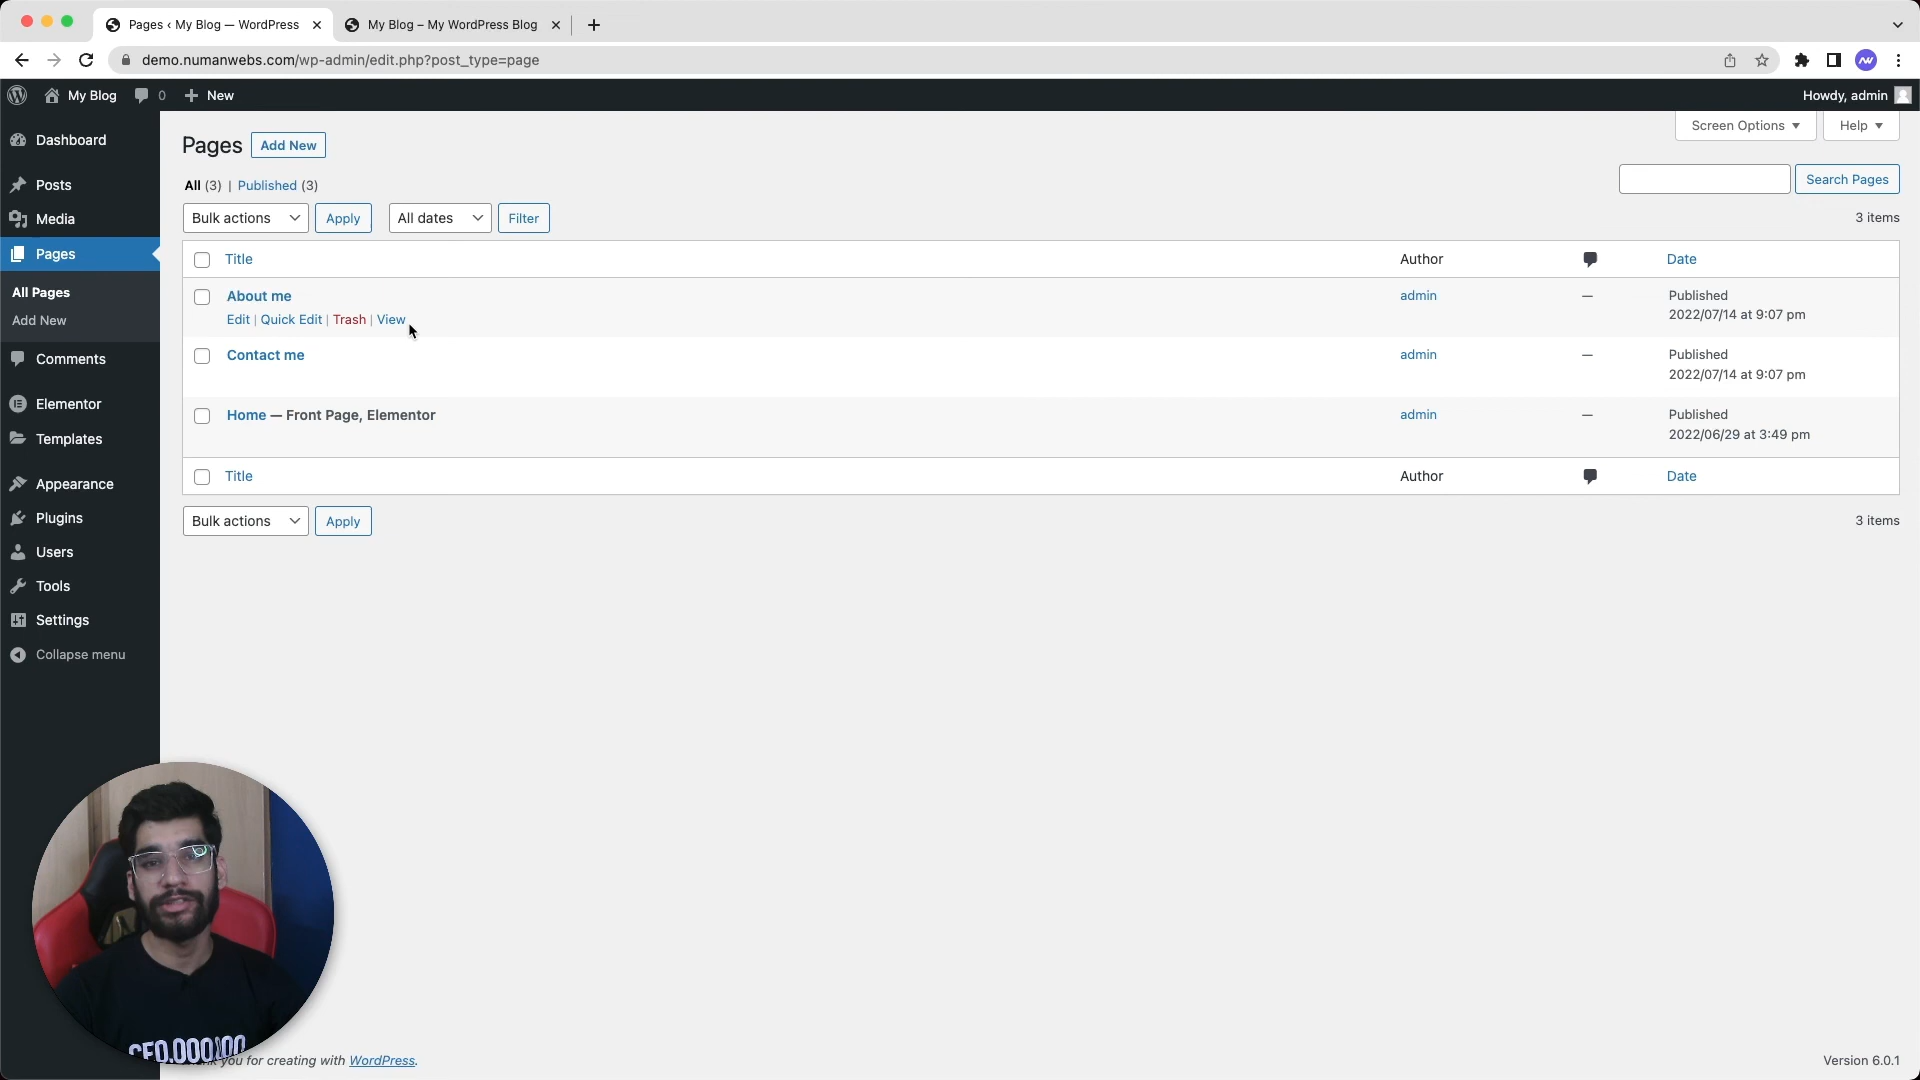 Pages ‹ My Blog — WordPress
My Blog – My WordPress Blog
demo.numanwebs.com/wp-admin/edit.php?post_type=page
My Blog 0 New
Howdy, admin
Screen Options
Help
Dashboard
Posts
Media
Pages
All Pages
Add New
Comments
Elementor
Templates
Appearance
Plugins
Users
Tools
Settings
Collapse menu
Pages Add New
All (3) | Published (3)
Search Pages
Bulk actions Apply All dates Filter
3 items
Title Author Date
About me admin — Published
2022/07/14 at 9:07 pm
Edit | Quick Edit | Trash | View
Contact me admin — Published
2022/07/14 at 9:07 pm
Home — Front Page, Elementor admin — Published
2022/06/29 at 3:49 pm
Title Author Date
Bulk actions Apply
3 items
you for creating with WordPress.
Version 6.0.1